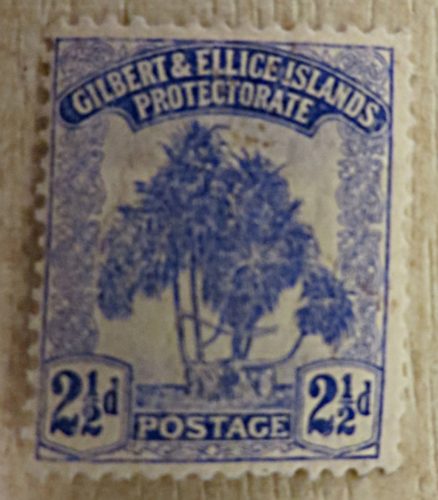 GILBERT & ELLICE ISLANDS
PROTECTORATE
2½d POSTAGE 2½d